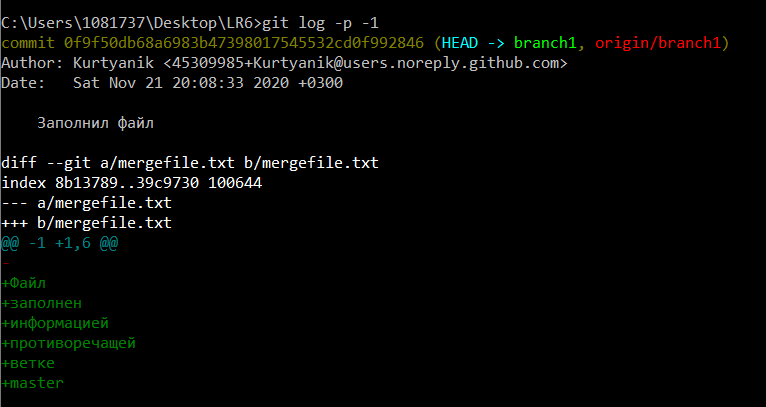 C:\Users\1081737\Desktop\LR6>git log -p -1
commit 0f9f50db68a6983b47398017545532cd0f992846 (HEAD -> branch1, origin/branch1)
Author: Kurtyanik <45309985+Kurtyanik@users.noreply.github.com>
Date:   Sat Nov 21 20:08:33 2020 +0300
    Заполнил файл
diff --git a/mergefile.txt b/mergefile.txt
index 8b13789..39c9730 100644
--- a/mergefile.txt
+++ b/mergefile.txt
@@ -1 +1,6 @@
-
+Файл
+заполнен
+информацией
+противоречащей
+ветке
+master